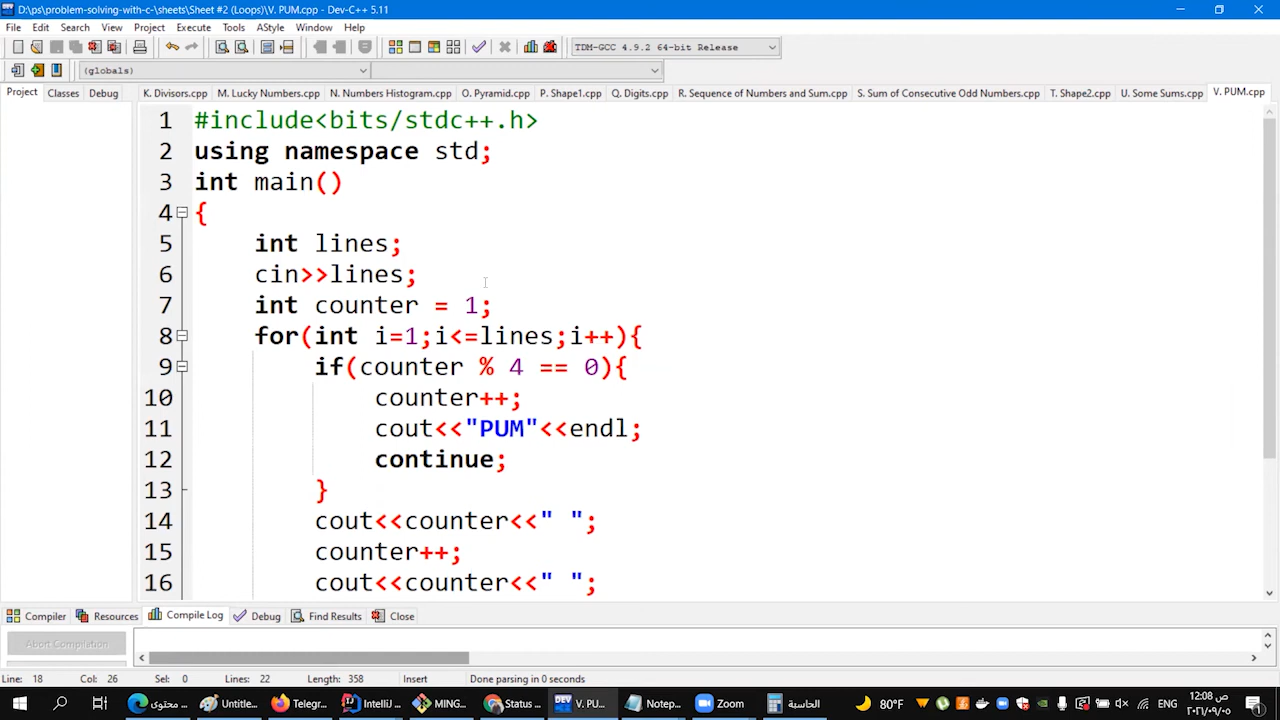 D:\ps\problem-solving-with-c-\sheets\Sheet #2 (Loops)\V. PUM.cpp - Dev-C++ 5.11
File Edit Search View Project Execute Tools AStyle Window Help
TDM-GCC 4.9.2 64-bit Release
(globals)
Project Classes Debug
K. Divisors.cpp M. Lucky Numbers.cpp N. Numbers Histogram.cpp O. Pyramid.cpp P. Shape1.cpp Q. Digits.cpp R. Sequence of Numbers and Sum.cpp S. Sum of Consecutive Odd Numbers.cpp T. Shape2.cpp U. Some Sums.cpp V. PUM.cpp
1 #include<bits/stdc++.h>
2 using namespace std;
3 int main()
4 {
5 int lines;
6 cin>>lines;
7 int counter = 1;
8 for(int i=1;i<=lines;i++){
9 if(counter % 4 == 0){
10 counter++;
11 cout<<"PUM"<<endl;
12 continue;
13 }
14 cout<<counter<<" ";
15 counter++;
16 cout<<counter<<" ";
Compiler Resources Compile Log Debug Find Results Close
Abort Compilation
Line: 18 Col: 26 Sel: 0 Lines: 22 Length: 358 Insert Done parsing in 0 seconds
محتوى ... Untitle... Telegr... IntelliJ ... MING... Status ... DEV V. PU... Notep... Zoom الحاسبة 80°F ENG 12:08 ص